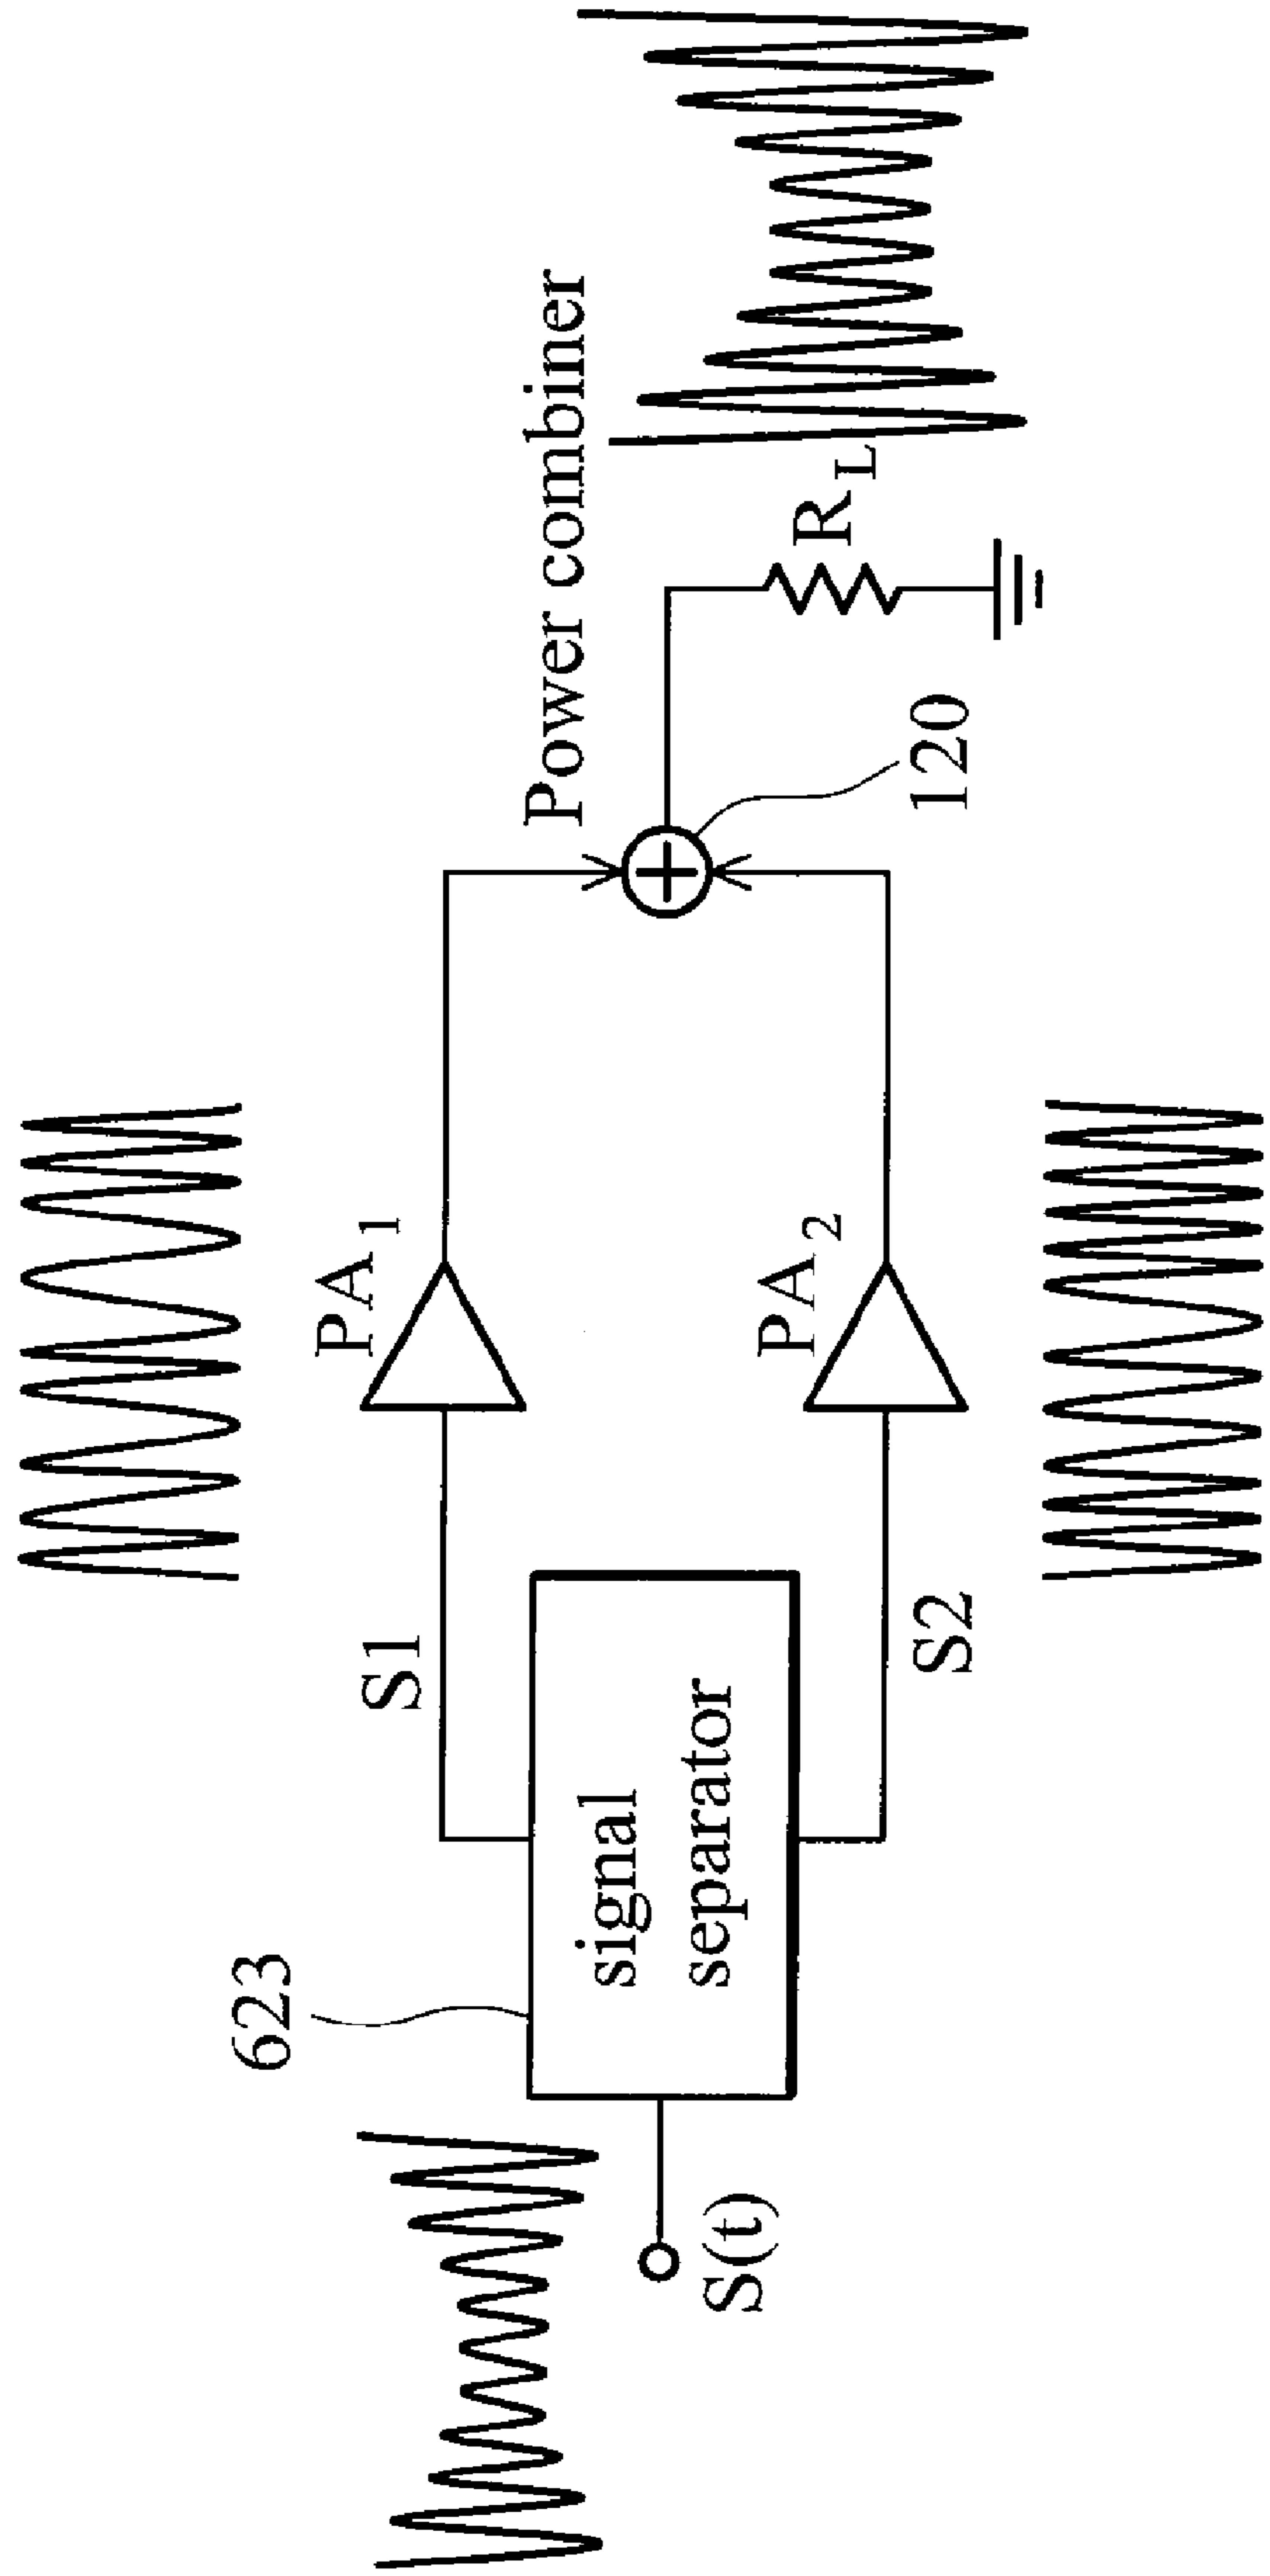 623
S(t)
signal
separator
S1
S2
PA1
PA2
Power combiner
120
RL